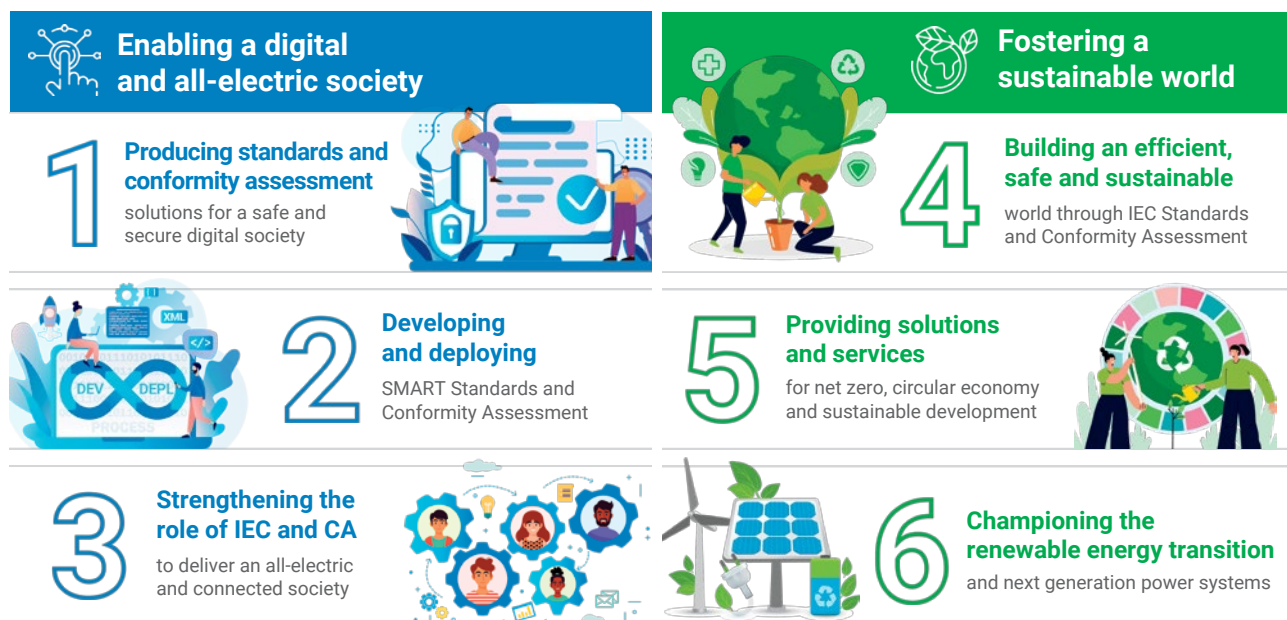 Enabling a digital
and all-electric society
1
Producing standards and
conformity assessment
solutions for a safe and
secure digital society
XML
</>
DEV
DEPL
PROCESS
2
Developing
and deploying
SMART Standards and
Conformity Assessment
3
Strengthening the
role of IEC and CA
to deliver an all-electric
and connected society
Fostering a
sustainable world
4
Building an efficient,
safe and sustainable
world through IEC Standards
and Conformity Assessment
5
Providing solutions
and services
for net zero, circular economy
and sustainable development
6
Championing the
renewable energy transition
and next generation power systems